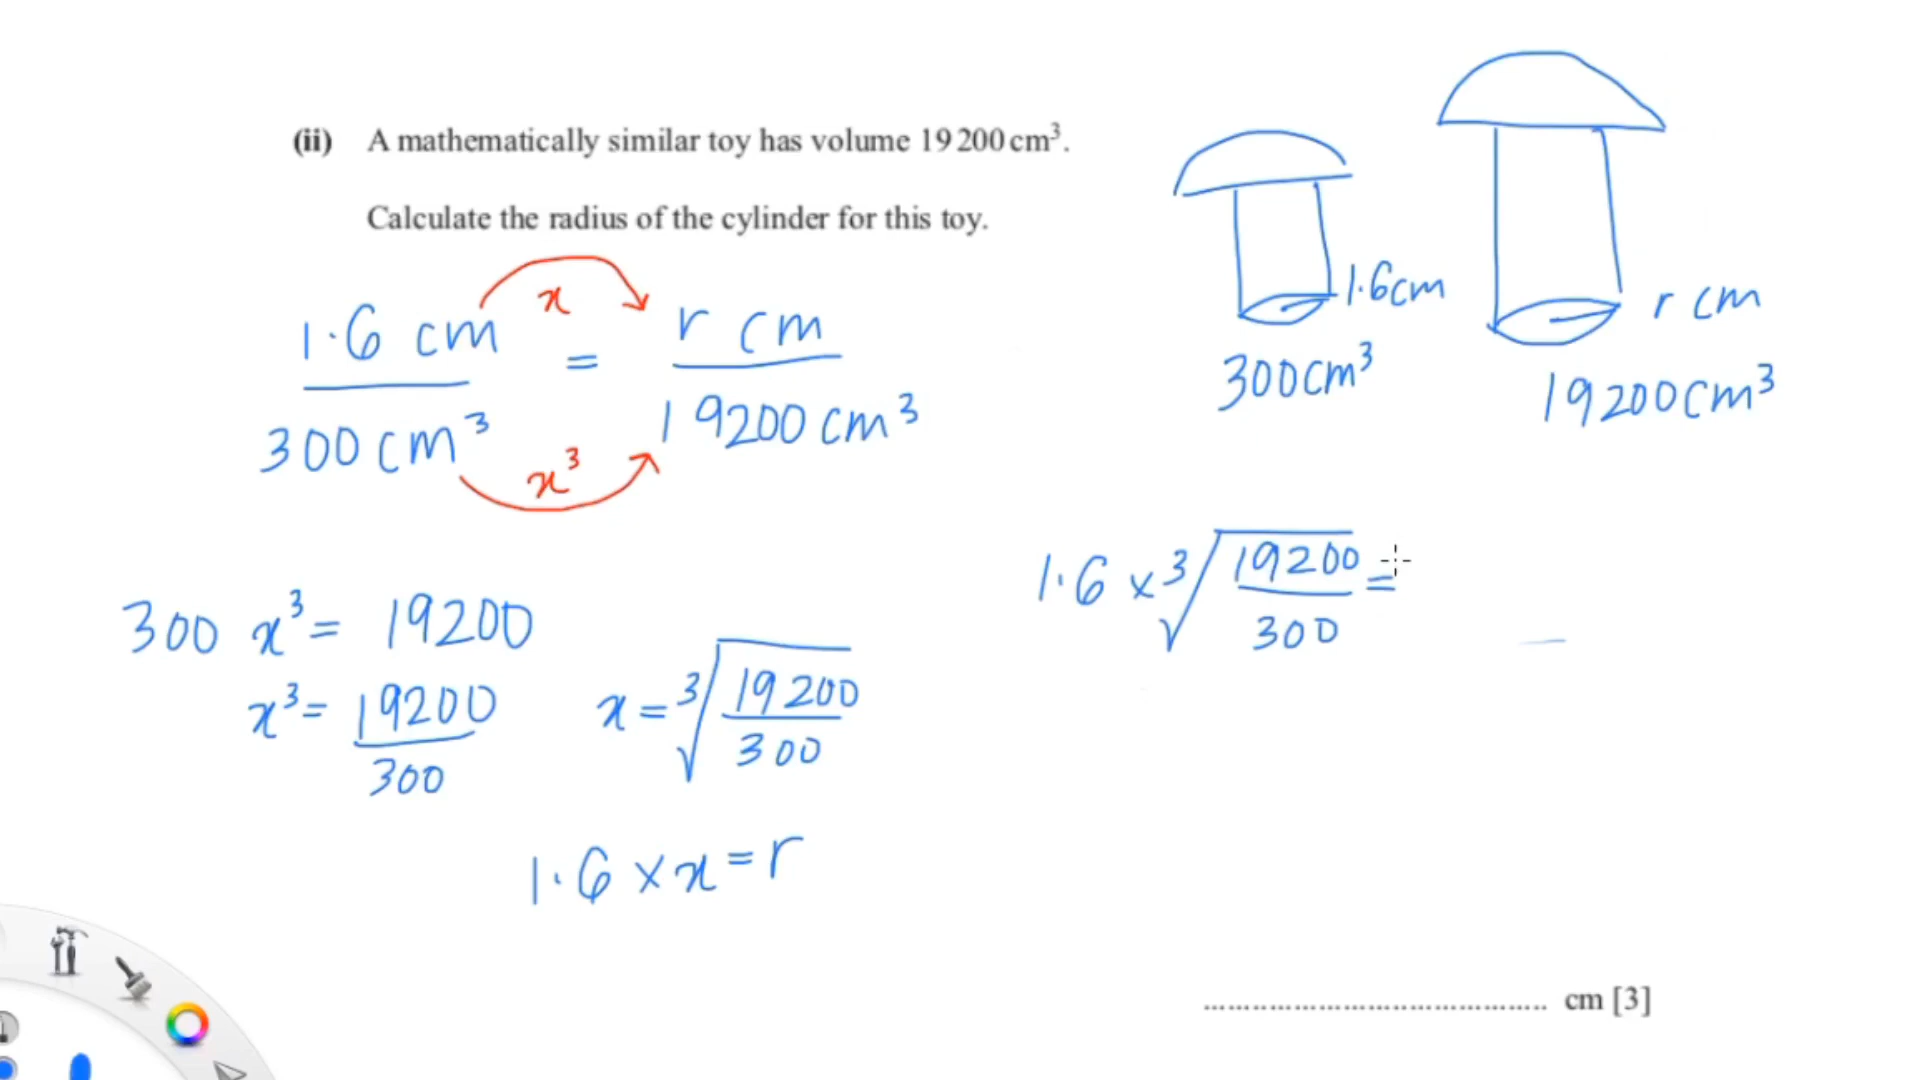 (ii) A mathematically similar toy has volume 19 200 cm³.
Calculate the radius of the cylinder for this toy.
x
1.6 cm = r cm
300 cm³ 19200 cm³
x³
1.6cm
r cm
300cm³
19200cm³
300 x³ = 19200
x³ = 19200
300
x = ³√ 19200
300
1.6 × x = r
1.6 × ³√ 19200 =
300
.......................................... cm [3]